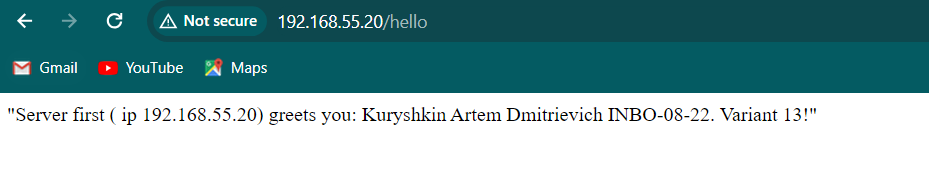 Not secure 192.168.55.20/hello
Gmail YouTube Maps
"Server first ( ip 192.168.55.20) greets you: Kuryshkin Artem Dmitrievich INBO-08-22. Variant 13!"